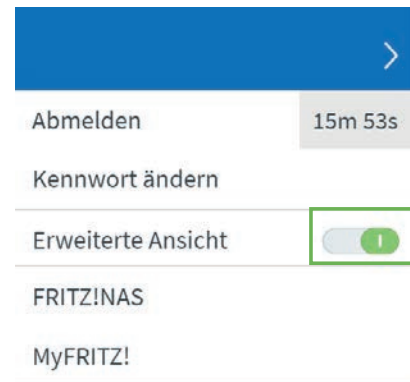 Abmelden 15m 53s
Kennwort ändern
Erweiterte Ansicht
FRITZ!NAS
MyFRITZ!